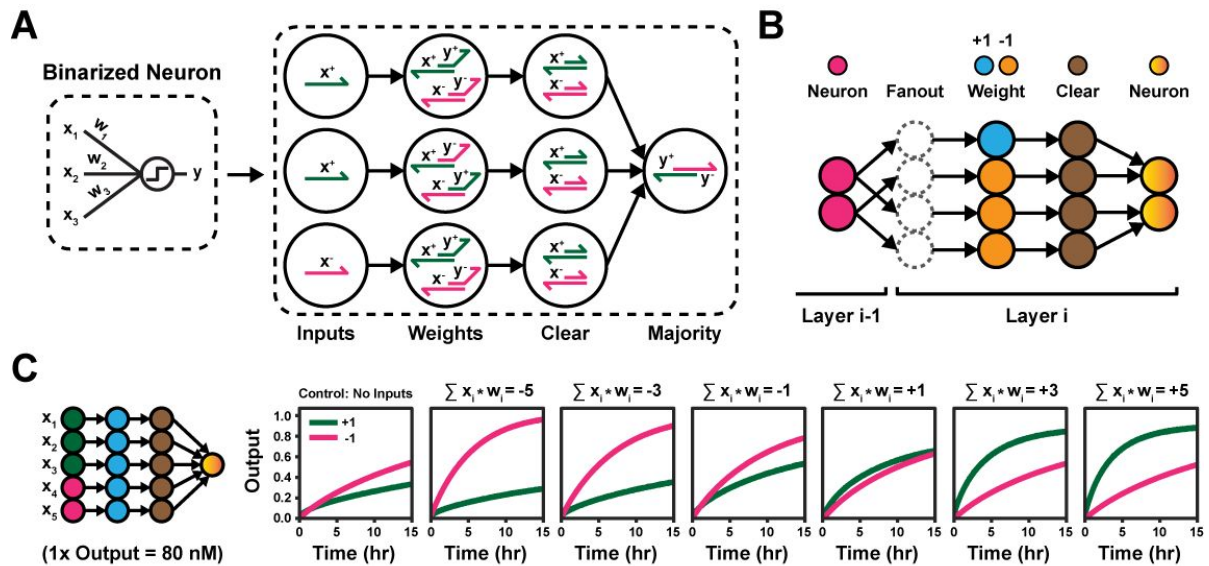 A
Binarized Neuron
x₁
w₁
x₂
w₂
x₃
w₃
y
x⁺
y⁺
x⁺
y⁻
x⁻
x⁺
x⁻
x⁺
y⁻
x⁺
y⁺
x⁻
x⁺
x⁻
y⁺
y⁻
x⁻
y⁺
x⁺
y⁻
x⁻
x⁺
x⁻
Inputs
Weights
Clear
Majority
B
+1 -1
Neuron Fanout Weight Clear Neuron
Layer i-1
Layer i
C
x₁
x₂
x₃
x₄
x₅
(1x Output = 80 nM)
Control: No Inputs
+1
-1
Output
1.0
0.8
0.6
0.4
0.2
0.0
0 5 10 15
Time (hr)
∑ xᵢ * wᵢ = -5
0 5 10 15
Time (hr)
∑ xᵢ * wᵢ = -3
0 5 10 15
Time (hr)
∑ xᵢ * wᵢ = -1
0 5 10 15
Time (hr)
∑ xᵢ * wᵢ = +1
0 5 10 15
Time (hr)
∑ xᵢ * wᵢ = +3
0 5 10 15
Time (hr)
∑ xᵢ * wᵢ = +5
0 5 10 15
Time (hr)